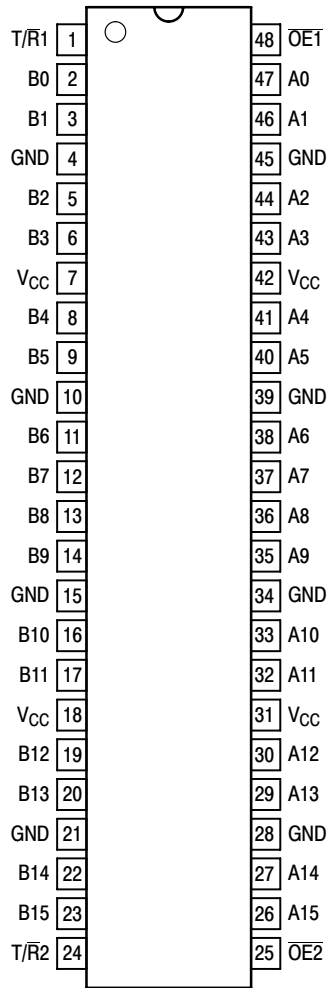 T/R̅1 1 48 O̅E̅1̅ 
B0 2 47 A0
B1 3 46 A1
GND 4 45 GND
B2 5 44 A2
B3 6 43 A3
VCC 7 42 VCC
B4 8 41 A4
B5 9 40 A5
GND 10 39 GND
B6 11 38 A6
B7 12 37 A7
B8 13 36 A8
B9 14 35 A9
GND 15 34 GND
B10 16 33 A10
B11 17 32 A11
VCC 18 31 VCC
B12 19 30 A12
B13 20 29 A13
GND 21 28 GND
B14 22 27 A14
B15 23 26 A15
T/R̅2 24 25 O̅E̅2̅